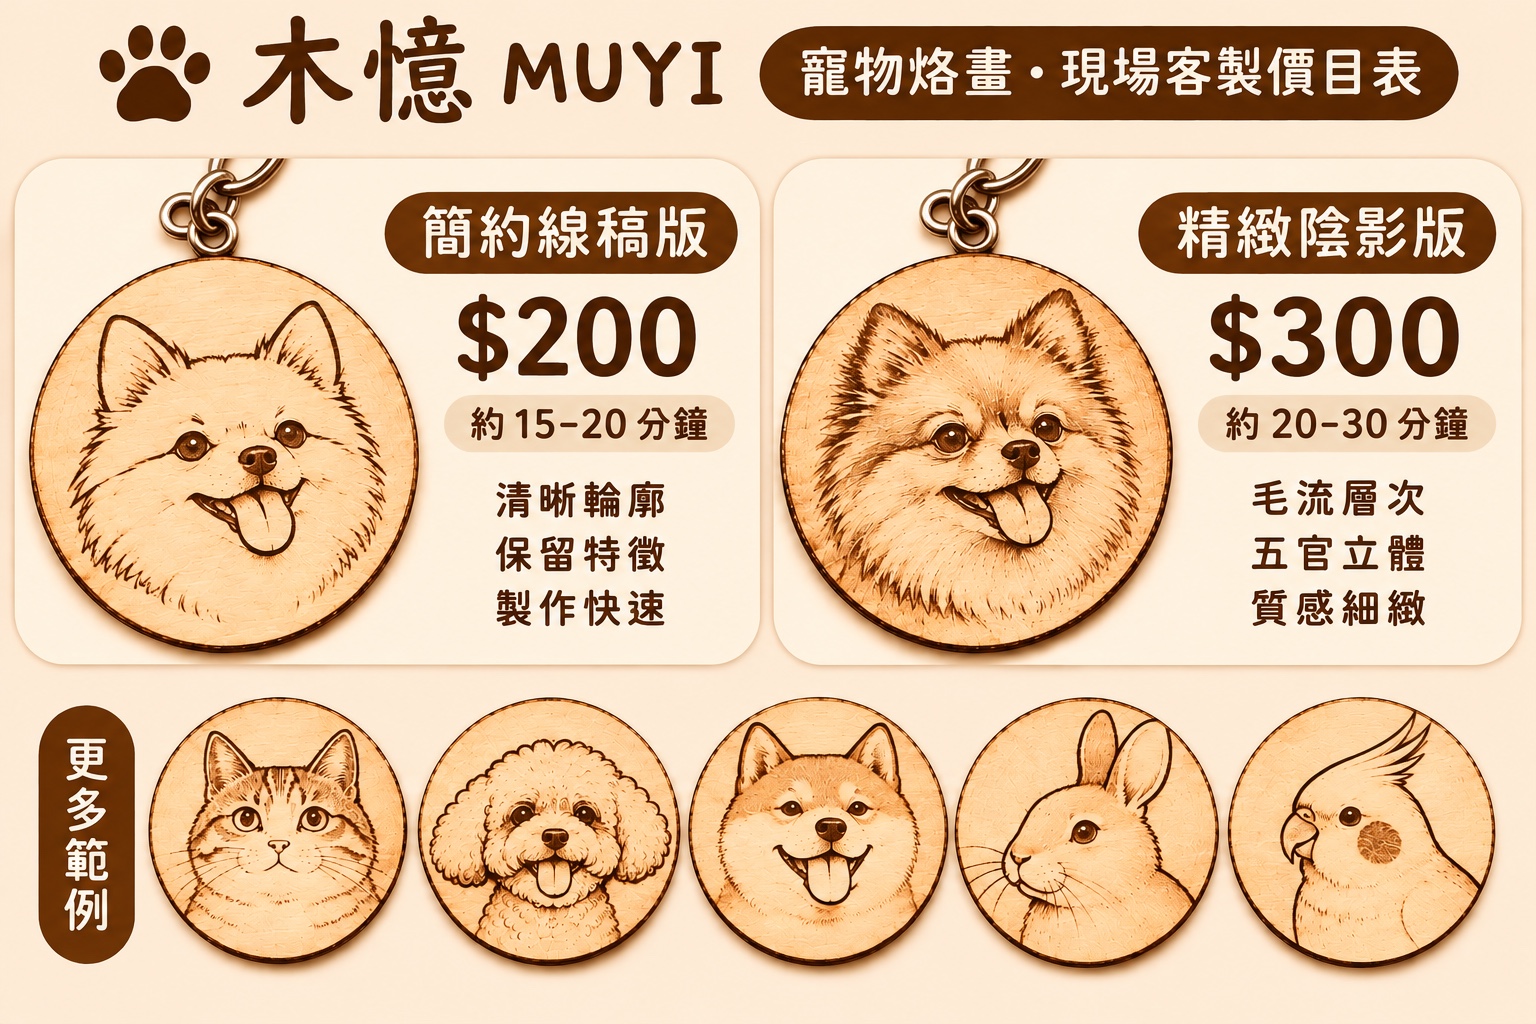 木憶 MUYI
寵物烙畫・現場客製價目表
簡約線稿版
$200
約 15-20 分鐘
清晰輪廓
保留特徵
製作快速
精緻陰影版
$300
約 20-30 分鐘
毛流層次
五官立體
質感細緻
更多範例